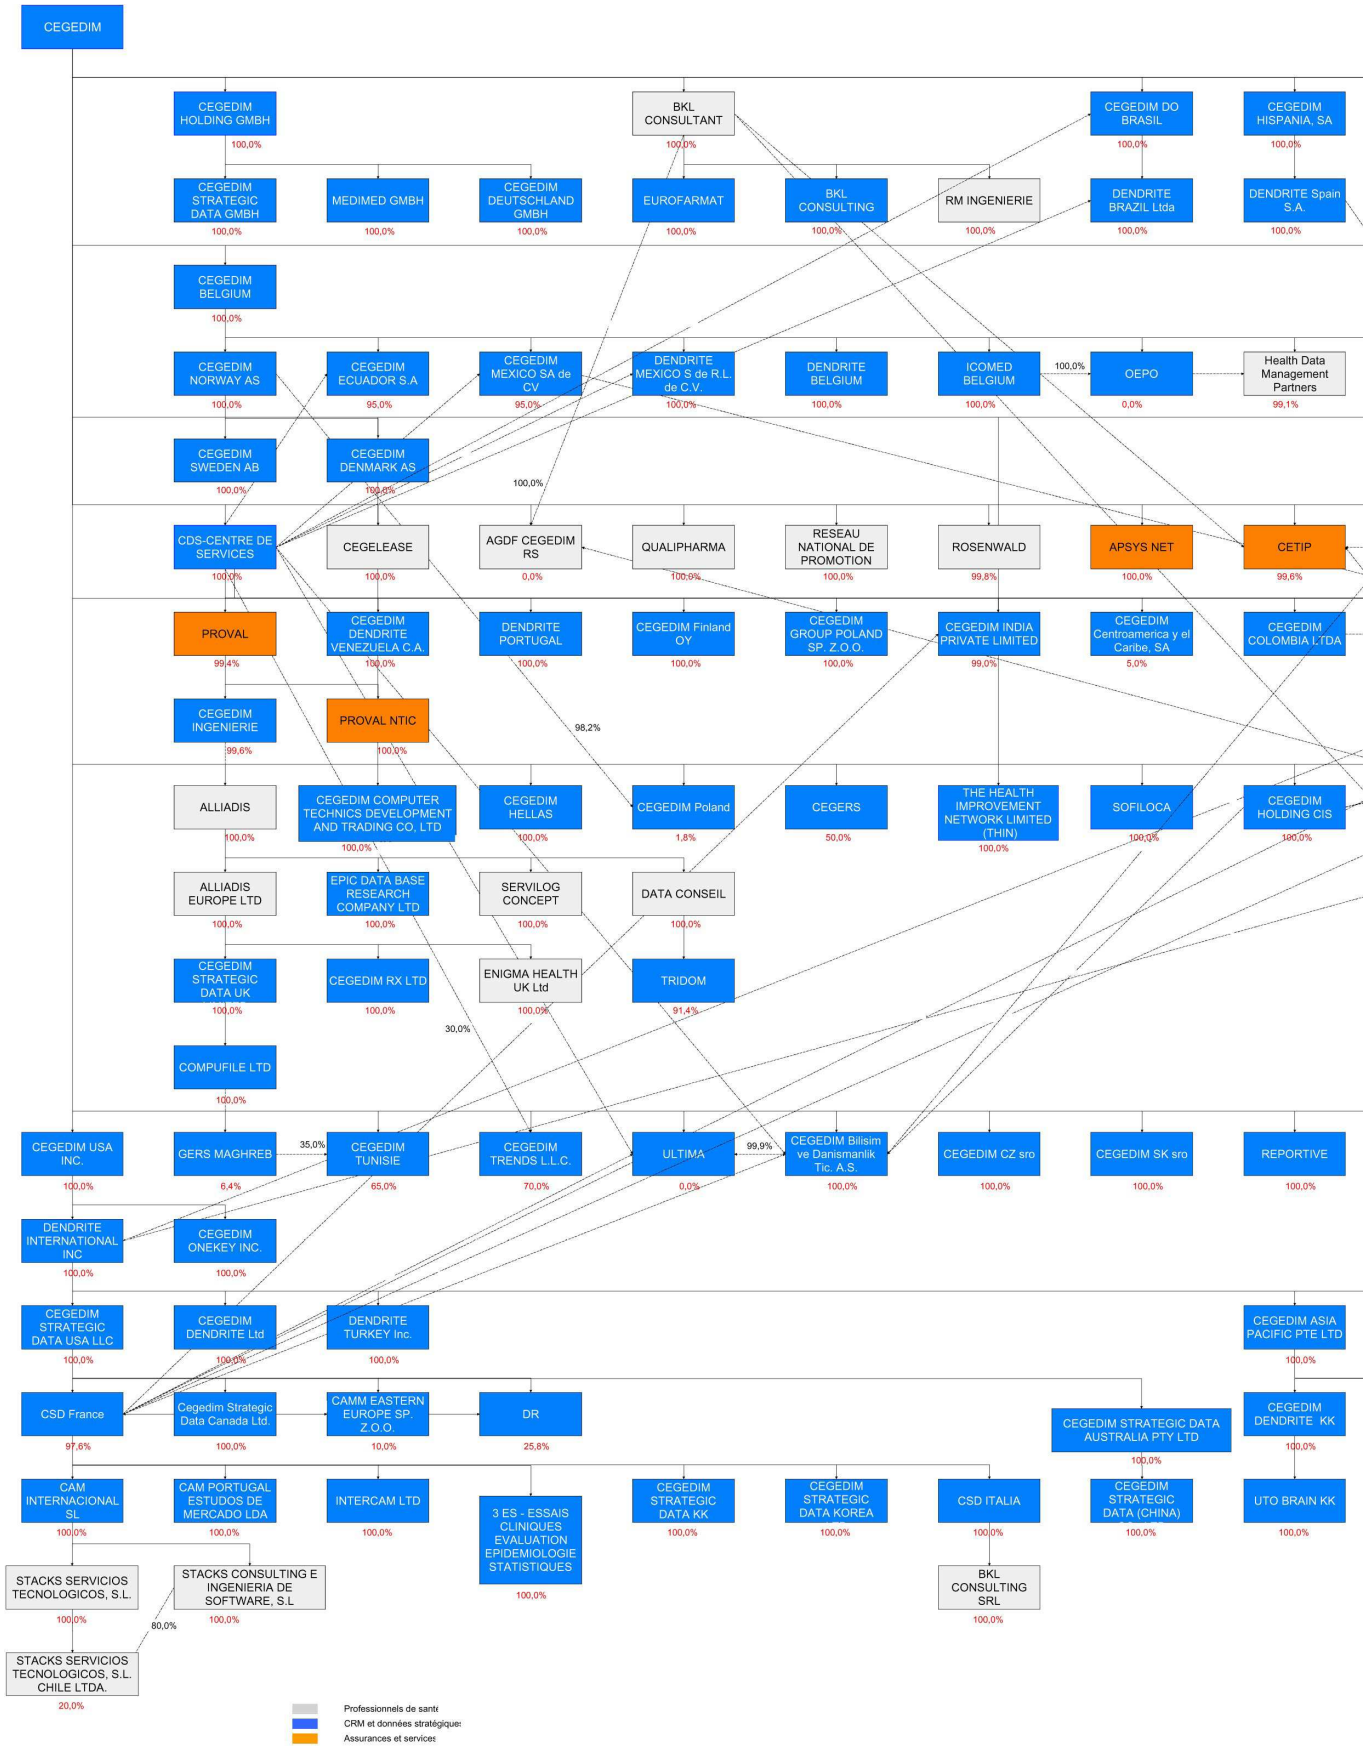 CEGEDIM
CEGEDIM
HOLDING GMBH
100,0%
BKL
CONSULTANT
100,0%
CEGEDIM DO
BRASIL
100,0%
CEGEDIM
HISPANIA, SA
100,0%
CEGEDIM
STRATEGIC
DATA GMBH
100,0%
MEDIMED GMBH
100,0%
CEGEDIM
DEUTSCHLAND
GMBH
100,0%
EUROFARMAT
100,0%
BKL
CONSULTING
100,0%
RM INGENIERIE
100,0%
DENDRITE
BRAZIL Ltda
100,0%
DENDRITE Spain
S.A.
100,0%
CEGEDIM
BELGIUM
100,0%
CEGEDIM
NORWAY AS
100,0%
CEGEDIM
ECUADOR S.A
95,0%
CEGEDIM
MEXICO SA de
CV
95,0%
DENDRITE
MEXICO S de R.L.
de C.V.
100,0%
DENDRITE
BELGIUM
100,0%
ICOMED
BELGIUM
100,0%
100,0%
OEPO
0,0%
Health Data
Management
Partners
99,1%
CEGEDIM
SWEDEN AB
100,0%
CEGEDIM
DENMARK AS
100,0%
100,0%
CDS-CENTRE DE
SERVICES
100,0%
CEGELEASE
100,0%
AGDF CEGEDIM
RS
0,0%
QUALIPHARMA
100,0%
RESEAU
NATIONAL DE
PROMOTION
100,0%
ROSENWALD
99,8%
APSYS NET
100,0%
CETIP
99,6%
PROVAL
99,4%
CEGEDIM
DENDRITE
VENEZUELA C.A.
100,0%
DENDRITE
PORTUGAL
100,0%
CEGEDIM Finland
OY
100,0%
CEGEDIM
GROUP POLAND
SP. Z.O.O.
100,0%
CEGEDIM INDIA
PRIVATE LIMITED
99,0%
CEGEDIM
Centroamerica y el
Caribe, SA
5,0%
CEGEDIM
COLOMBIA LTDA
100,0%
CEGEDIM
INGENIERIE
99,6%
PROVAL NTIC
100,0%
98,2%
ALLIADIS
100,0%
CEGEDIM COMPUTER
TECHNICS DEVELOPMENT
AND TRADING CO, LTD
100,0%
CEGEDIM
HELLAS
100,0%
CEGEDIM Poland
1,8%
CEGERS
50,0%
THE HEALTH
IMPROVEMENT
NETWORK LIMITED
(THIN)
100,0%
SOFILOCA
100,0%
CEGEDIM
HOLDING CIS
100,0%
ALLIADIS
EUROPE LTD
100,0%
EPIC DATA BASE
RESEARCH
COMPANY LTD
100,0%
SERVILOG
CONCEPT
100,0%
DATA CONSEIL
100,0%
CEGEDIM
STRATEGIC
DATA UK
100,0%
CEGEDIM RX LTD
100,0%
ENIGMA HEALTH
UK Ltd
100,0%
TRIDOM
91,4%
30,0%
COMPUFILE LTD
100,0%
CEGEDIM USA
INC.
100,0%
GERS MAGHREB
6,4%
35,0%
CEGEDIM
TUNISIE
65,0%
CEGEDIM
TRENDS L.L.C.
70,0%
ULTIMA
0,0%
99,9%
CEGEDIM Bilisim
ve Danismanlik
Tic. A.S.
100,0%
CEGEDIM CZ sro
100,0%
CEGEDIM SK sro
100,0%
REPORTIVE
100,0%
DENDRITE
INTERNATIONAL
INC
100,0%
CEGEDIM
ONEKEY INC.
100,0%
CEGEDIM
STRATEGIC
DATA USA LLC
100,0%
CEGEDIM
DENDRITE Ltd
100,0%
DENDRITE
TURKEY Inc.
100,0%
CEGEDIM ASIA
PACIFIC PTE LTD
100,0%
CSD France
97,6%
Cegedim Strategic
Data Canada Ltd.
100,0%
CAMM EASTERN
EUROPE SP.
Z.O.O.
10,0%
DR
25,8%
CEGEDIM STRATEGIC DATA
AUSTRALIA PTY LTD
100,0%
CEGEDIM
DENDRITE KK
100,0%
CAM
INTERNACIONAL
SL
100,0%
CAM PORTUGAL
ESTUDOS DE
MERCADO LDA
100,0%
INTERCAM LTD
100,0%
3 ES - ESSAIS
CLINIQUES
EVALUATION
EPIDEMIOLOGIE
STATISTIQUES
100,0%
CEGEDIM
STRATEGIC
DATA KK
100,0%
CEGEDIM
STRATEGIC
DATA KOREA
100,0%
CSD ITALIA
100,0%
CEGEDIM
STRATEGIC
DATA (CHINA)
100,0%
UTO BRAIN KK
100,0%
STACKS SERVICIOS
TECNOLOGICOS, S.L.
100,0%
STACKS CONSULTING E
INGENIERIA DE
SOFTWARE, S.L
100,0%
BKL
CONSULTING
SRL
100,0%
80,0%
STACKS SERVICIOS
TECNOLOGICOS, S.L.
CHILE LTDA.
20,0%
Professionnels de santé
CRM et données stratégiques
Assurances et services